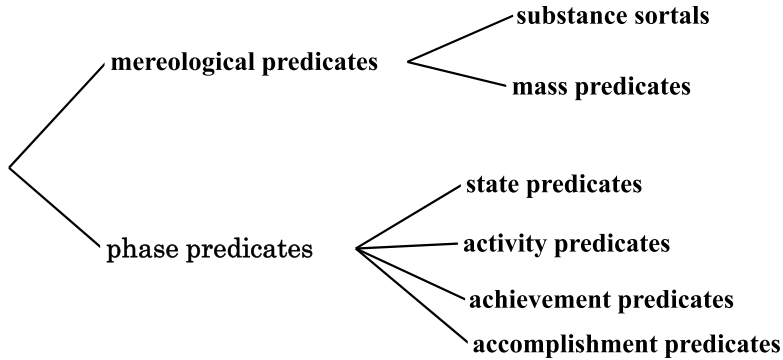 substance sortals
mereological predicates
mass predicates
state predicates
activity predicates
phase predicates
achievement predicates
accomplishment predicates